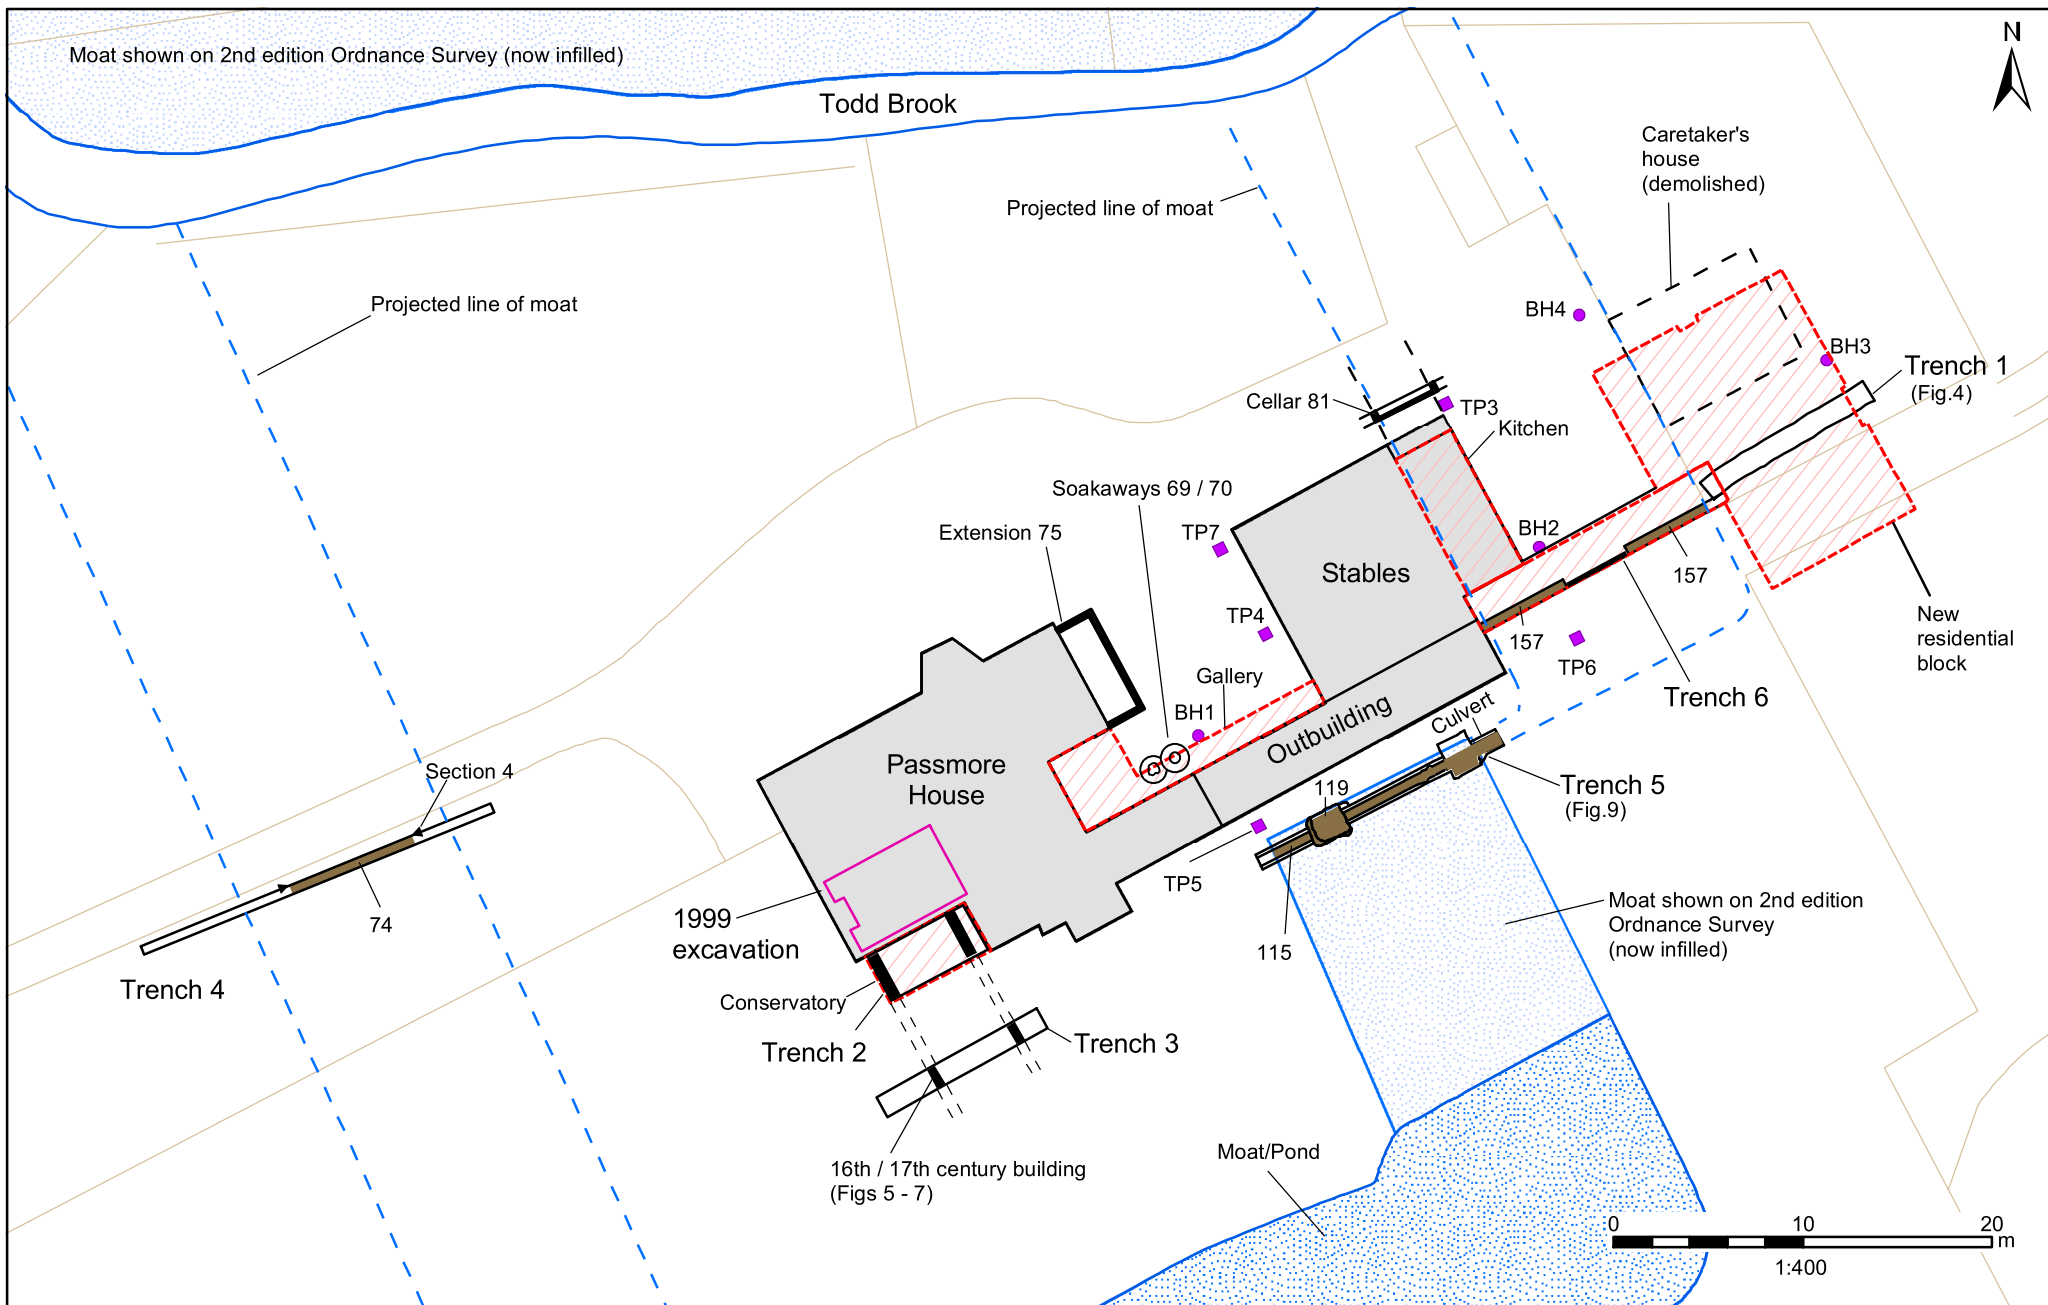 Moat shown on 2nd edition Ordnance Survey (now infilled)
N
Todd Brook
Caretaker's
house
(demolished)
Projected line of moat
Projected line of moat
BH4
BH3
Trench 1
(Fig.4)
Cellar 81
TP3
Kitchen
Soakaways 69 / 70
Extension 75
TP7
BH2
Stables
157
New
residential
block
TP4
157
TP6
Gallery
Trench 6
BH1
Culvert
Outbuilding
Passmore
House
Section 4
Trench 5
(Fig.9)
119
TP5
74
1999
excavation
115
Moat shown on 2nd edition
Ordnance Survey
(now infilled)
Trench 4
Conservatory
Trench 2
Trench 3
16th / 17th century building
(Figs 5 - 7)
Moat/Pond
0 10 20
m
1:400